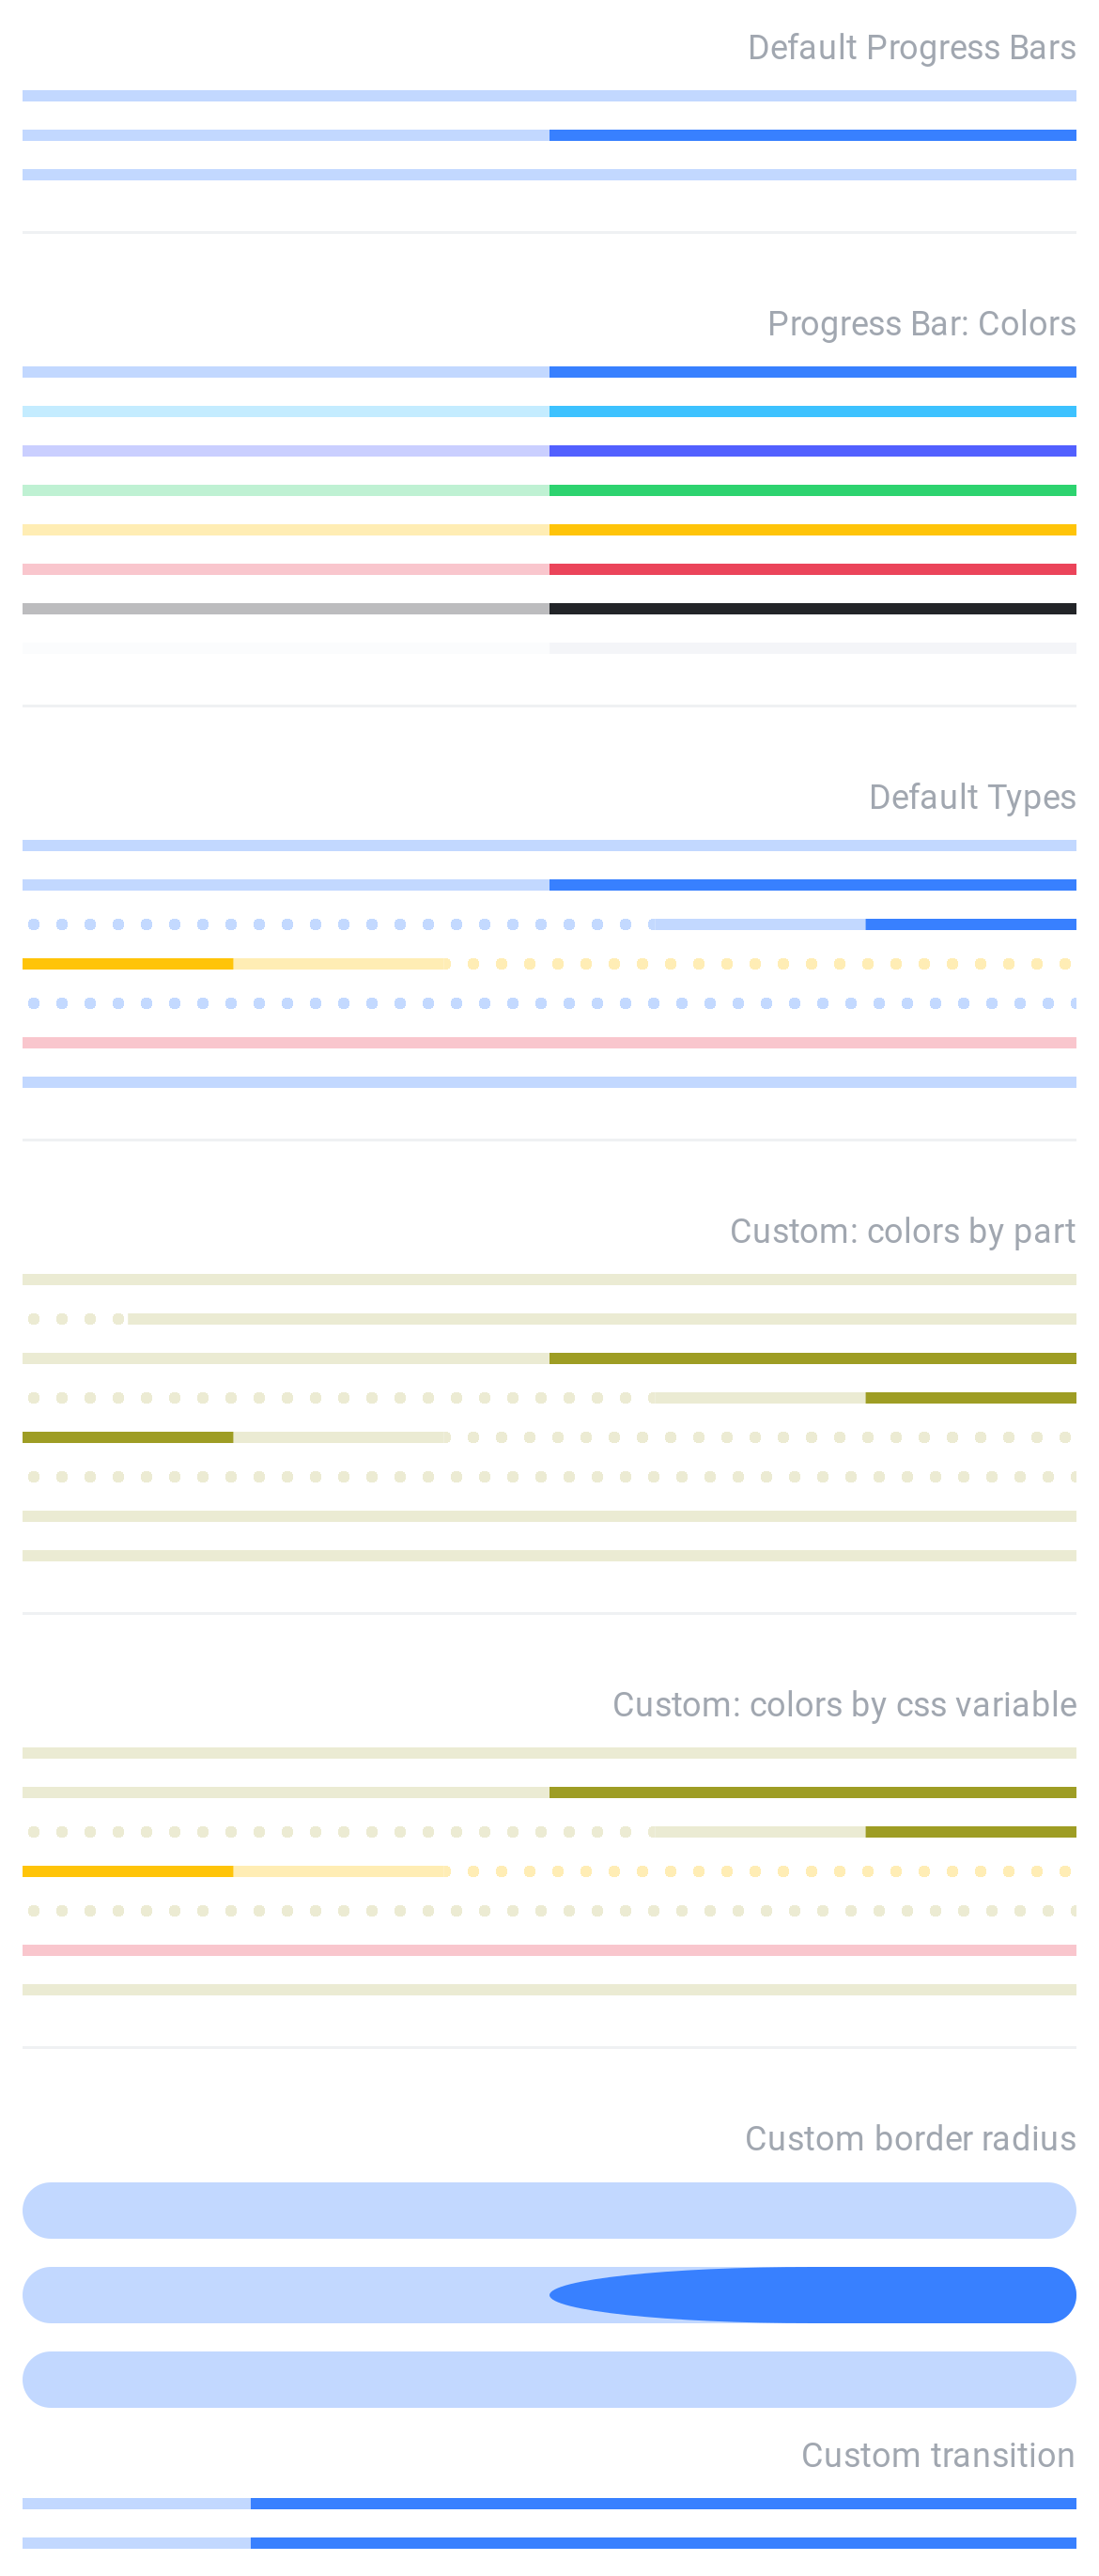 Default Progress Bars
Progress Bar: Colors
Default Types
Custom: colors by part
Custom: colors by css variable
Custom border radius
Custom transition